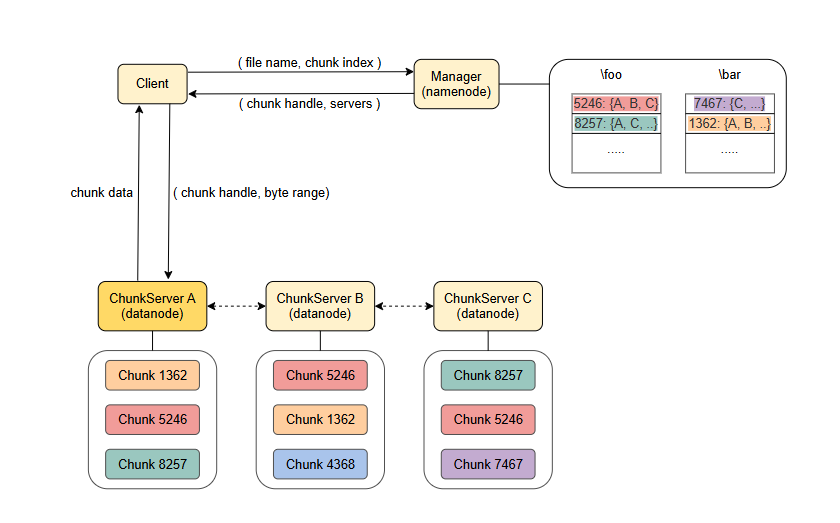 ( file name, chunk index )
Client
Manager
(namenode)
( chunk handle, servers )
\foo
\bar
5246: {A, B, C}
7467: {C, ...}
8257: {A, C, ..}
1362: {A, B, ..}
.....
.....
chunk data
( chunk handle, byte range)
ChunkServer A
(datanode)
ChunkServer B
(datanode)
ChunkServer C
(datanode)
Chunk 1362
Chunk 5246
Chunk 8257
Chunk 5246
Chunk 1362
Chunk 4368
Chunk 8257
Chunk 5246
Chunk 7467